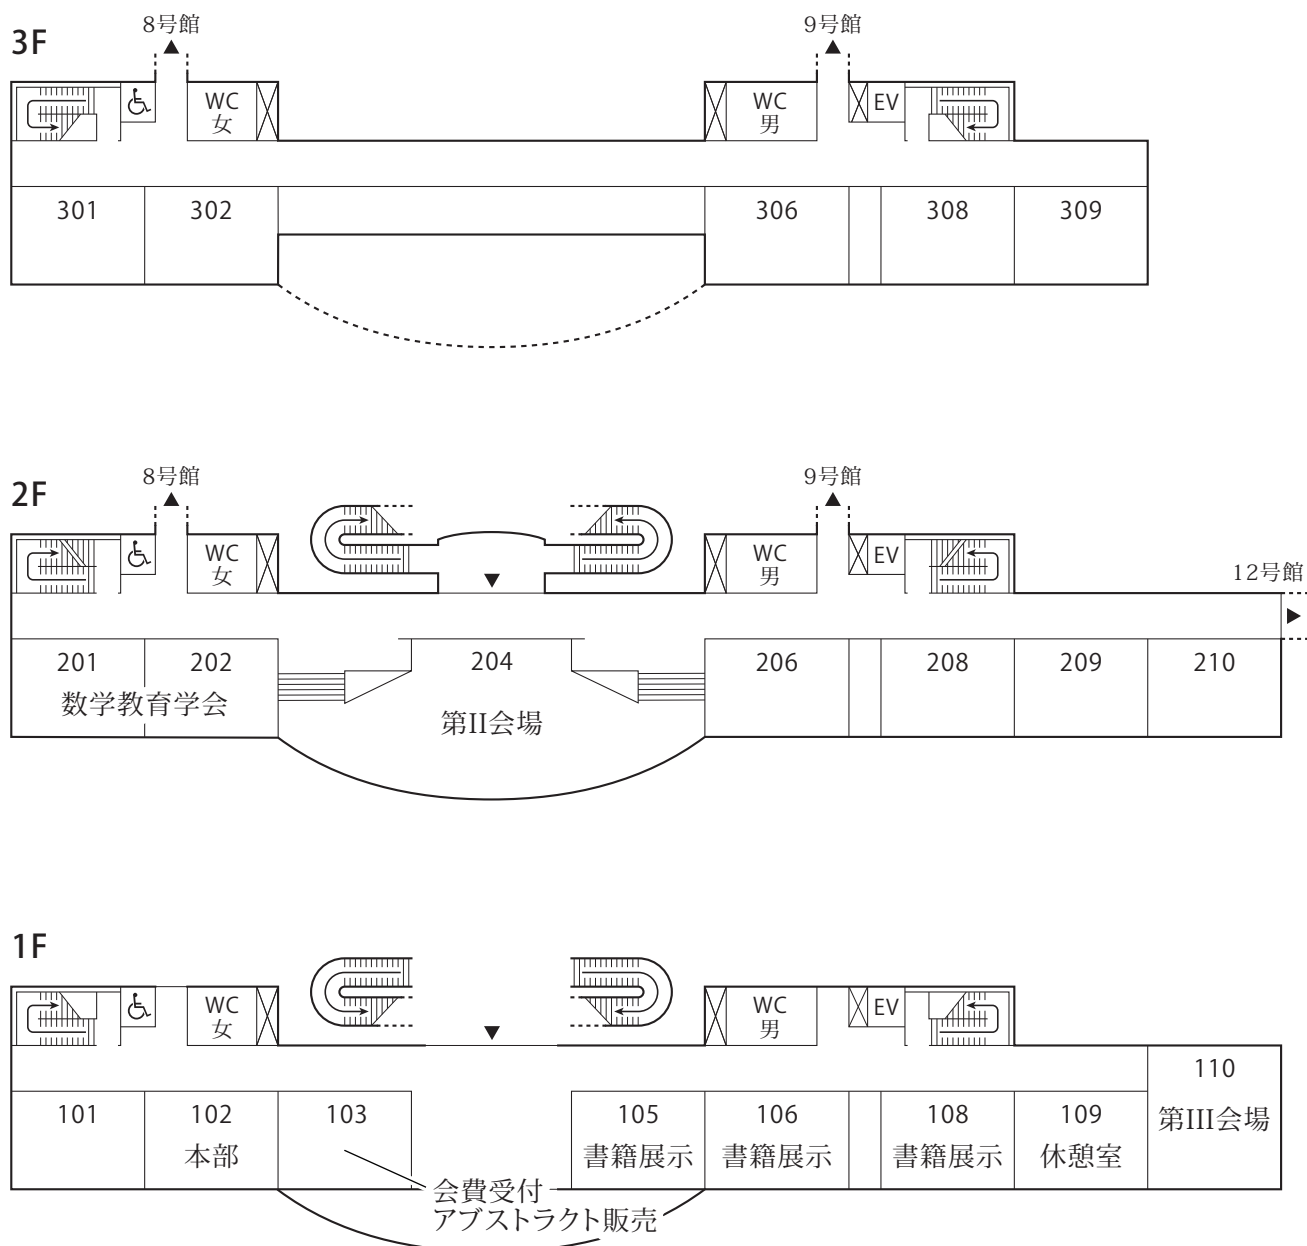 3F
8号館
9号館
WC
女
WC
男
EV
301
302
306
308
309
2F
8号館
9号館
12号館
WC
女
WC
男
EV
201
202
数学教育学会
204
第II会場
206
208
209
210
1F
WC
女
WC
男
EV
101
102
本部
103
会費受付
アブストラクト販売
105
書籍展示
106
書籍展示
108
書籍展示
109
休憩室
110
第III会場